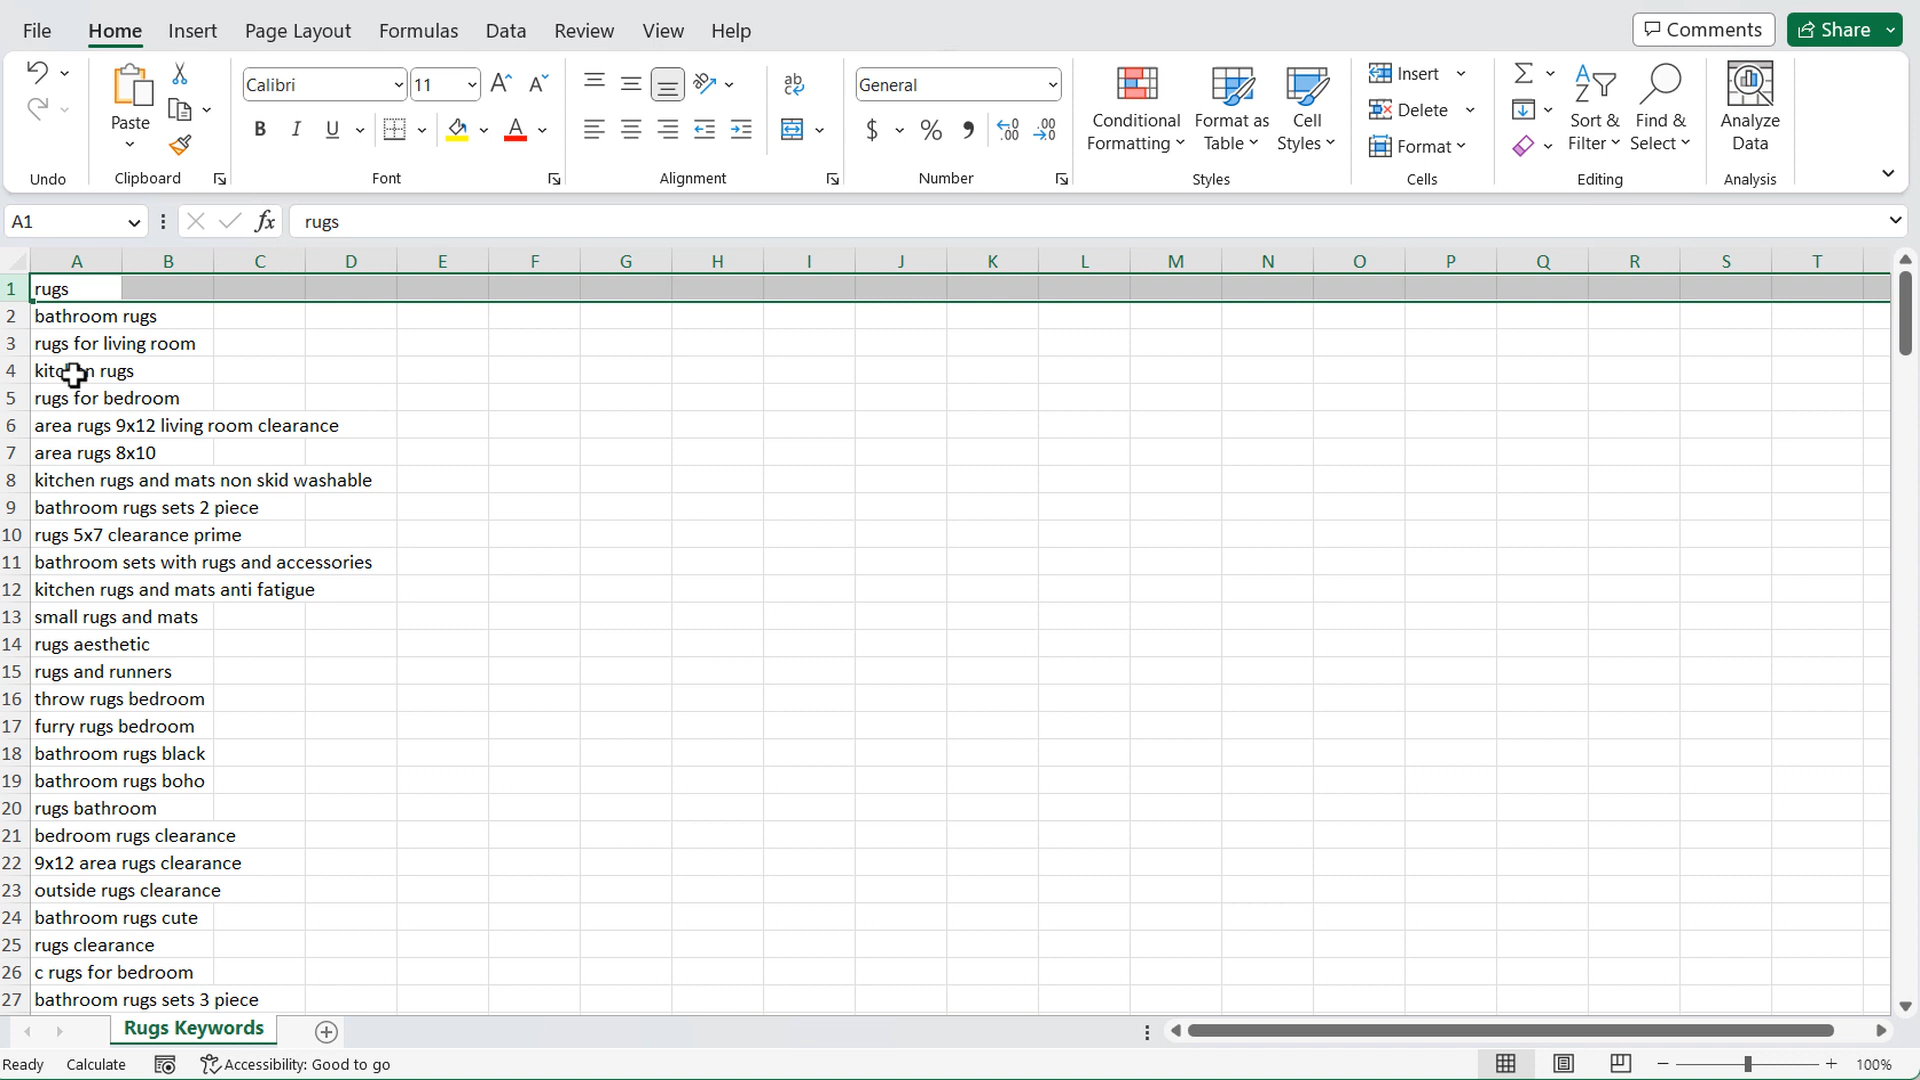 File Home Insert Page Layout Formulas Data Review View Help Comments Share
Calibri 11 General
Paste
Conditional Formatting Format as Table Cell Styles
Insert Delete Format
Sort & Filter Find & Select
Analyze Data
Undo Clipboard Font Alignment Number Styles Cells Editing Analysis
A1 fx rugs
A B C D E F G H I J K L M N O P Q R S T
1 rugs
2 bathroom rugs
3 rugs for living room
4 kitchen rugs
5 rugs for bedroom
6 area rugs 9x12 living room clearance
7 area rugs 8x10
8 kitchen rugs and mats non skid washable
9 bathroom rugs sets 2 piece
10 rugs 5x7 clearance prime
11 bathroom sets with rugs and accessories
12 kitchen rugs and mats anti fatigue
13 small rugs and mats
14 rugs aesthetic
15 rugs and runners
16 throw rugs bedroom
17 furry rugs bedroom
18 bathroom rugs black
19 bathroom rugs boho
20 rugs bathroom
21 bedroom rugs clearance
22 9x12 area rugs clearance
23 outside rugs clearance
24 bathroom rugs cute
25 rugs clearance
26 c rugs for bedroom
27 bathroom rugs sets 3 piece
Rugs Keywords
Ready Calculate Accessibility: Good to go 100%